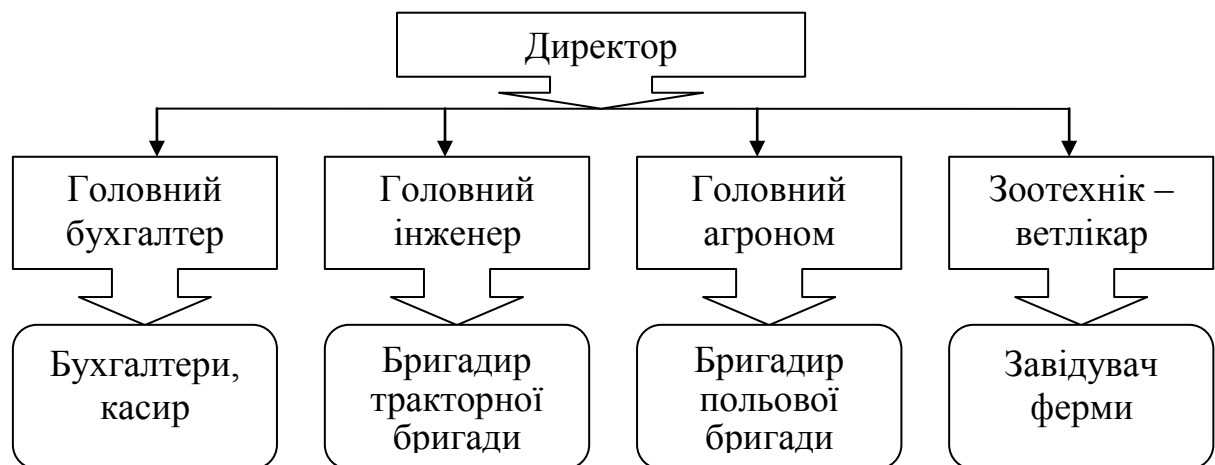 Директор
Головний
бухгалтер
Головний
інженер
Головний
агроном
Зоотехнік –
ветлікар
Бухгалтери,
касир
Бригадир
тракторної
бригади
Бригадир
польової
бригади
Завідувач
ферми